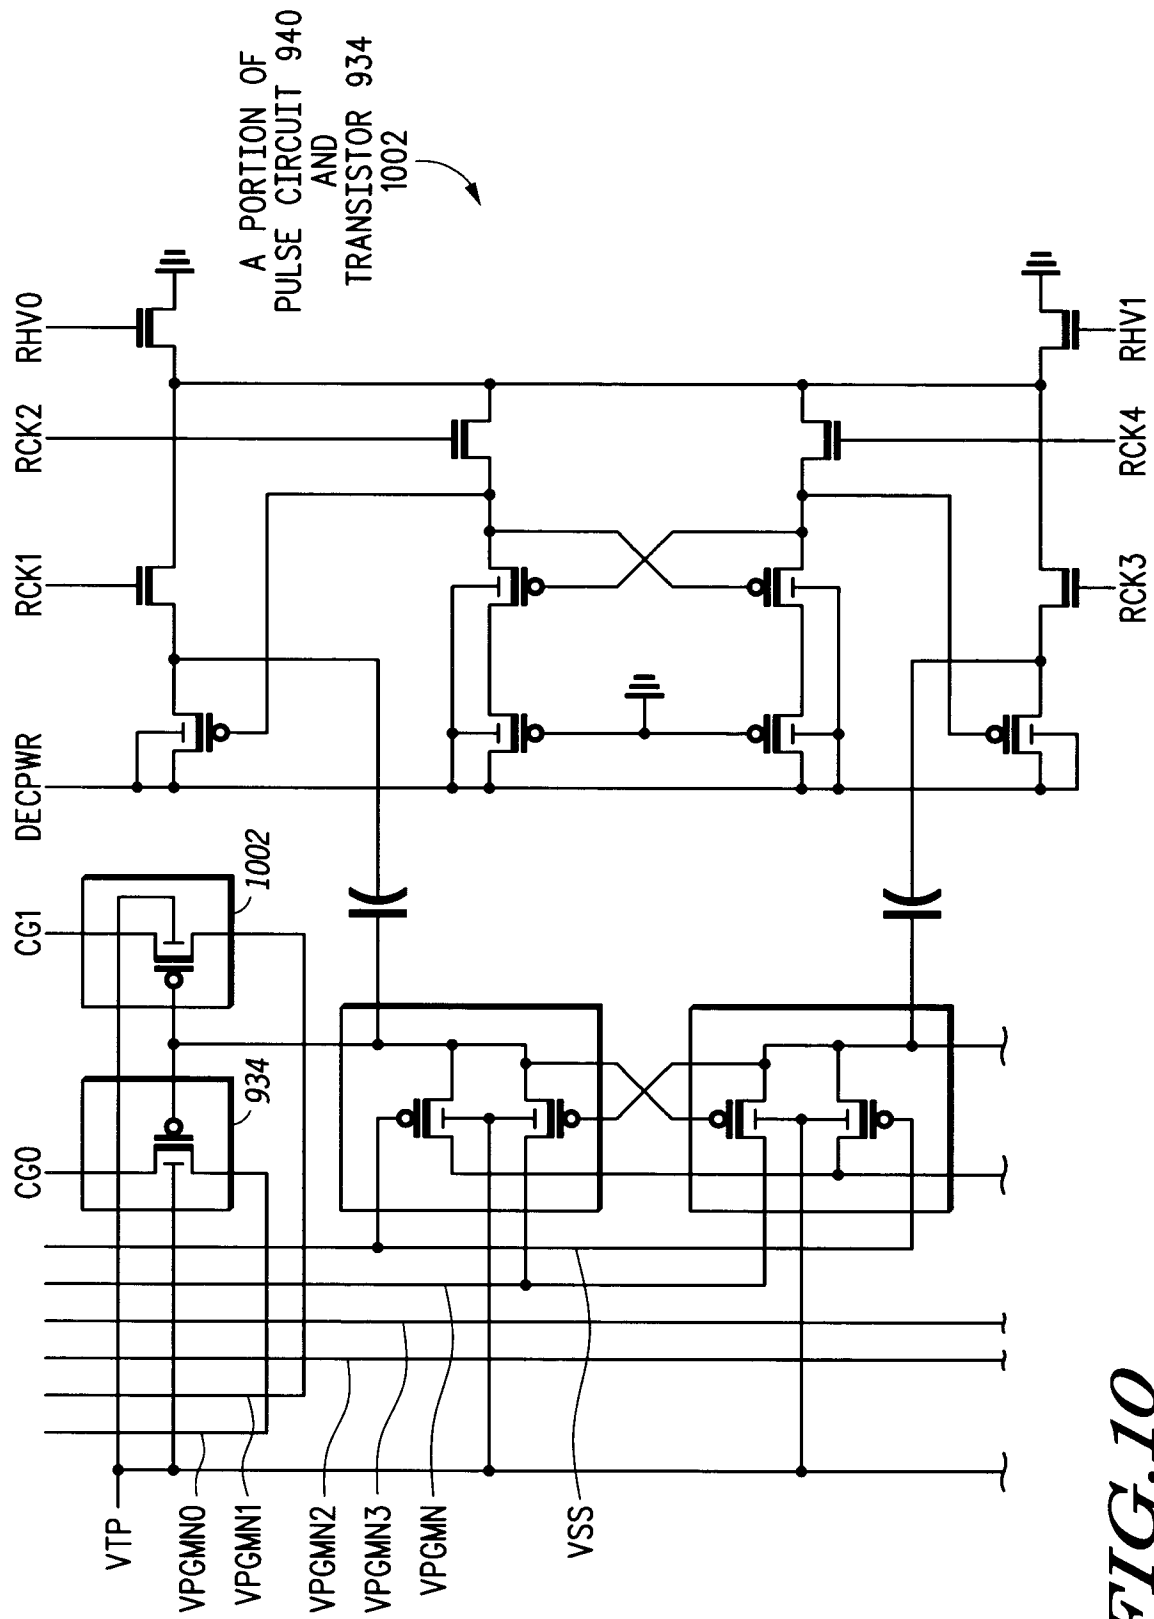 A PORTION OF
PULSE CIRCUIT 940
AND
TRANSISTOR 934
1002
RHV0
RCK2
RCK1
DECPWR
CG1
CG0
1002
934
RHV1
RCK4
RCK3
VTP
VPGMN0
VPGMN1
VPGMN2
VPGMN3
VPGMN
VSS
FIG.10